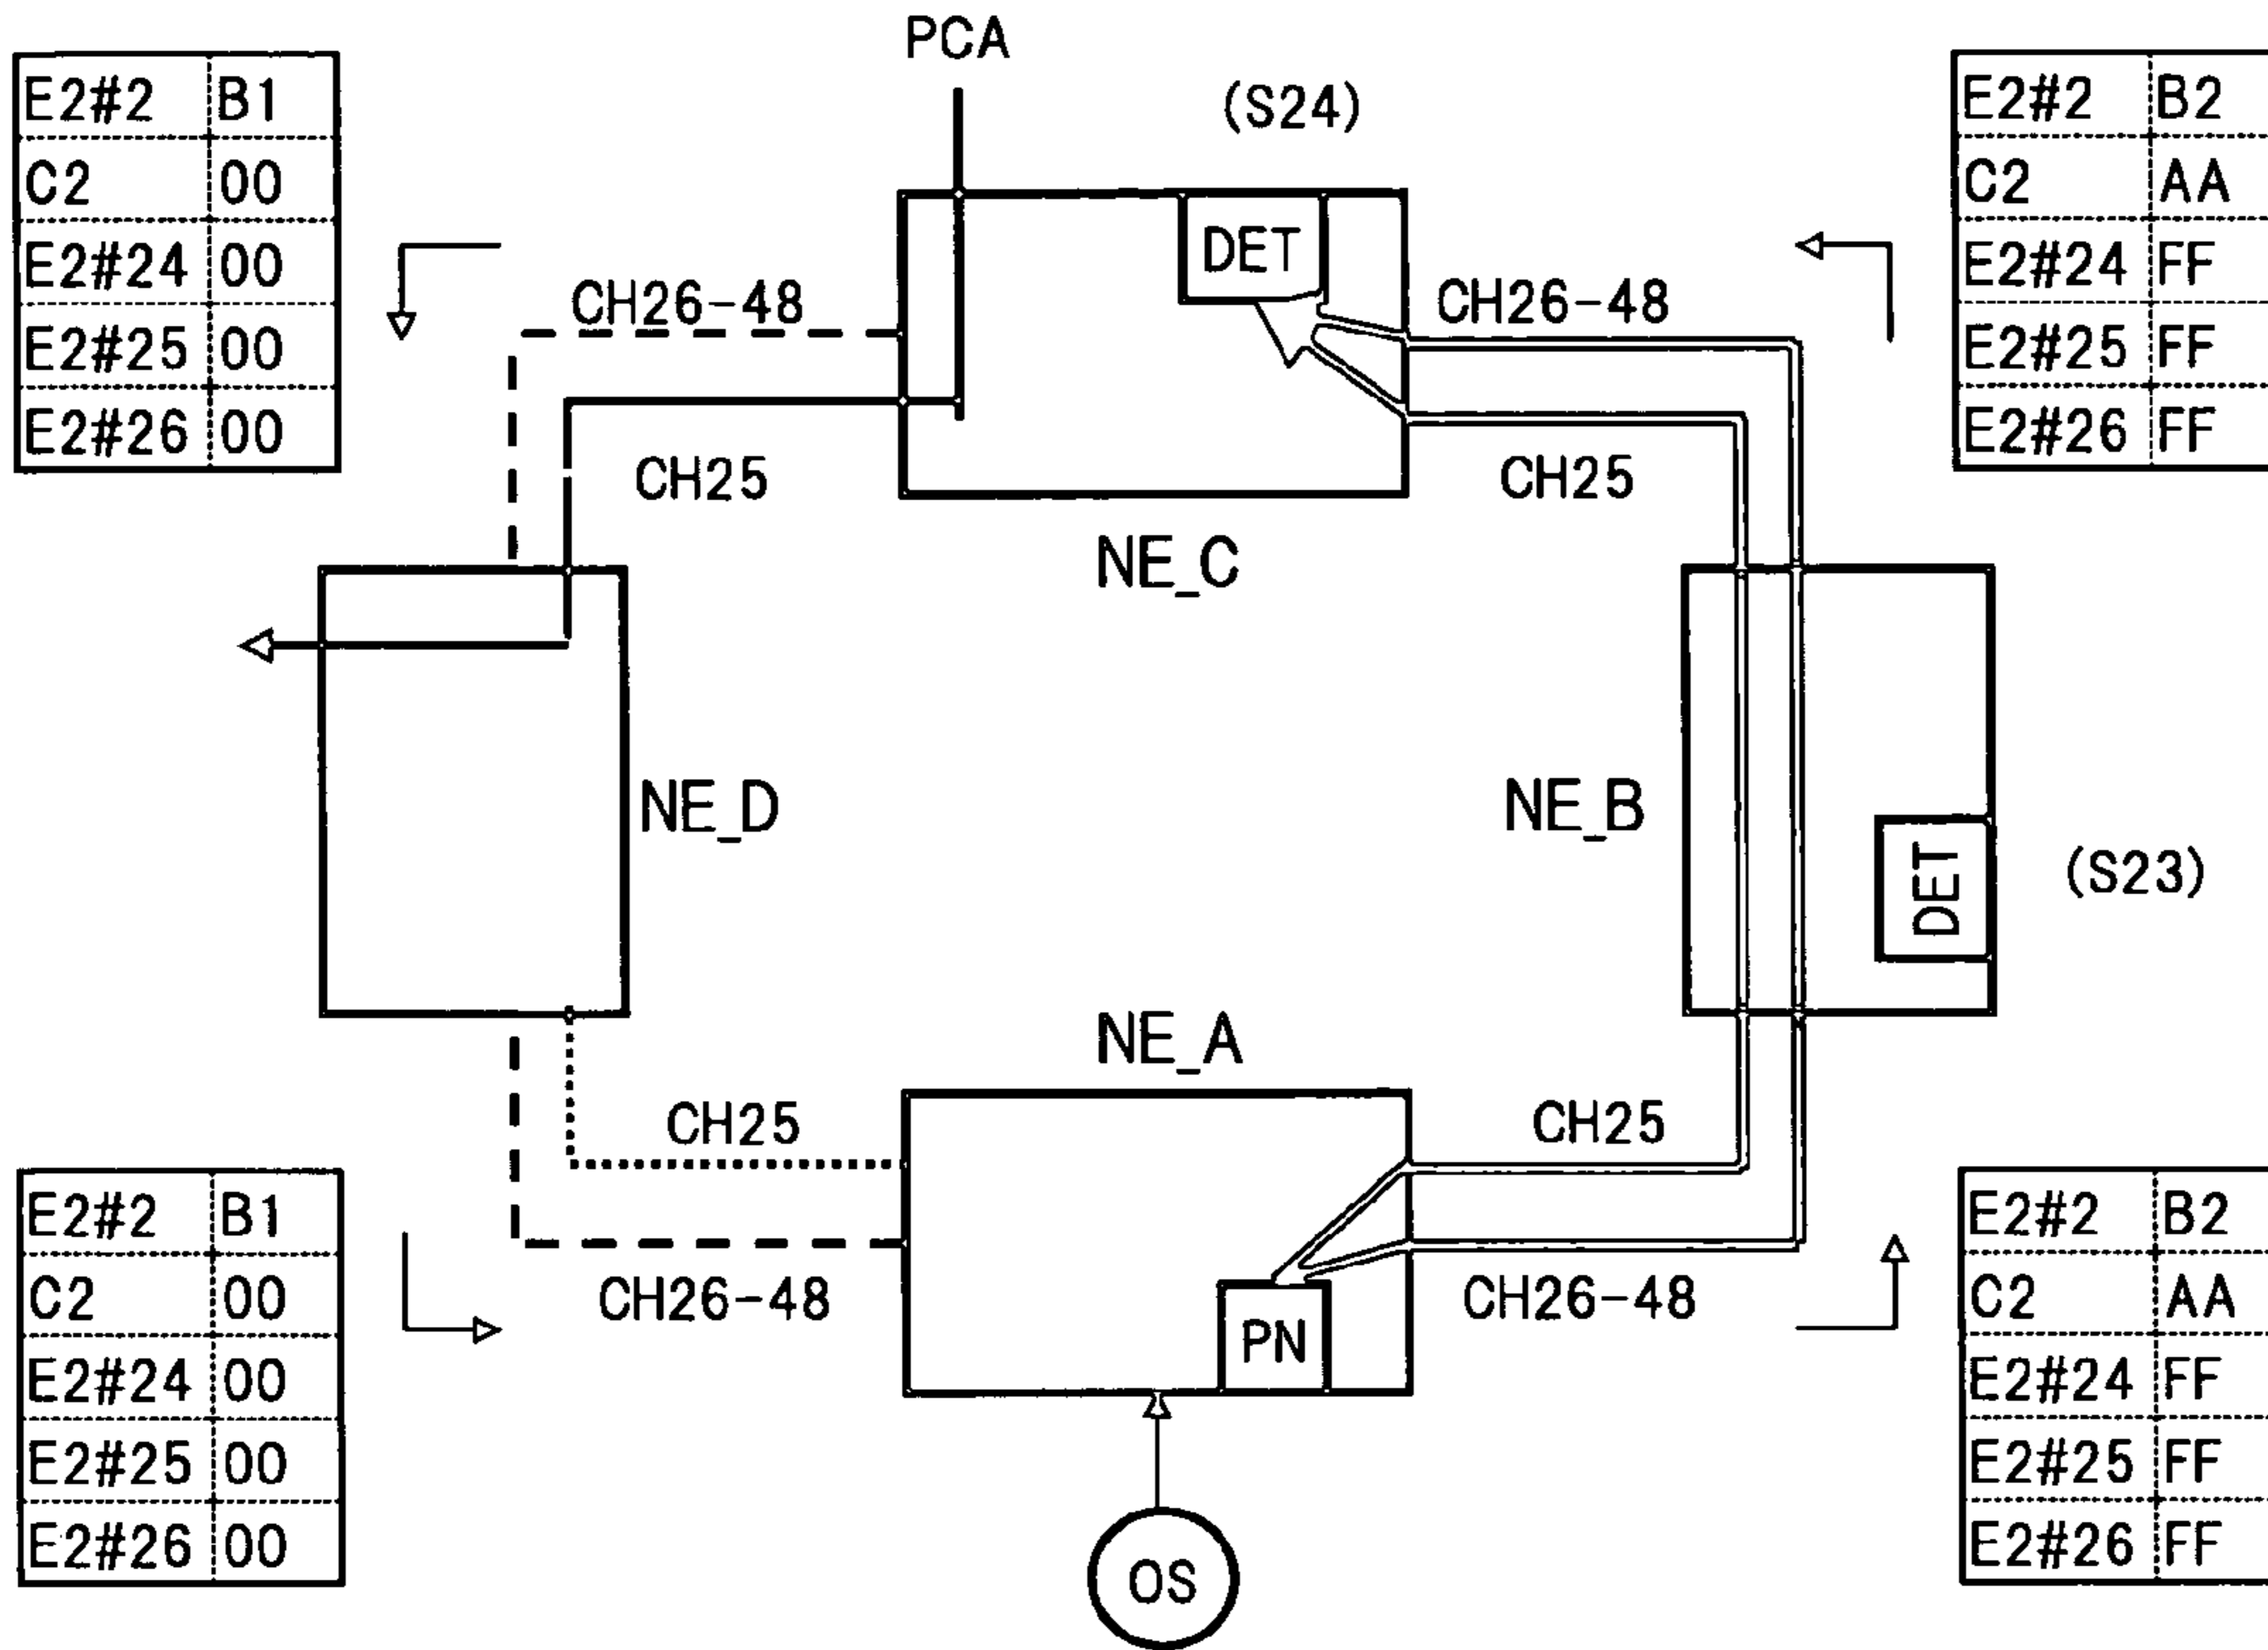 PCA
(S24)
E2#2 B1
C2 00
E2#24 00
E2#25 00
E2#26 00
E2#2 B2
C2 AA
E2#24 FF
E2#25 FF
E2#26 FF
DET
CH26-48
CH26-48
CH25
CH25
NE_C
NE_D
NE_B
DET
(S23)
NE_A
CH25
CH25
CH26-48
CH26-48
PN
E2#2 B1
C2 00
E2#24 00
E2#25 00
E2#26 00
E2#2 B2
C2 AA
E2#24 FF
E2#25 FF
E2#26 FF
OS